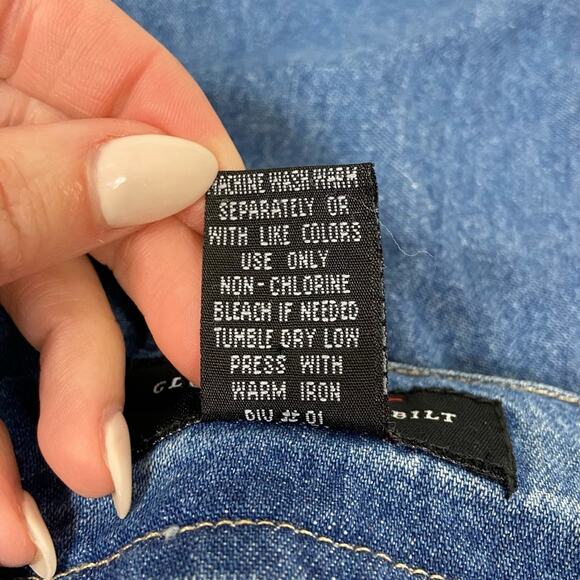 MACHINE WASH WARM
SEPARATELY OR
WITH LIKE COLORS
USE ONLY
NON-CHLORINE
BLEACH IF NEEDED
TUMBLE DRY LOW
PRESS WITH
WARM IRON
DIV # 01
BILT